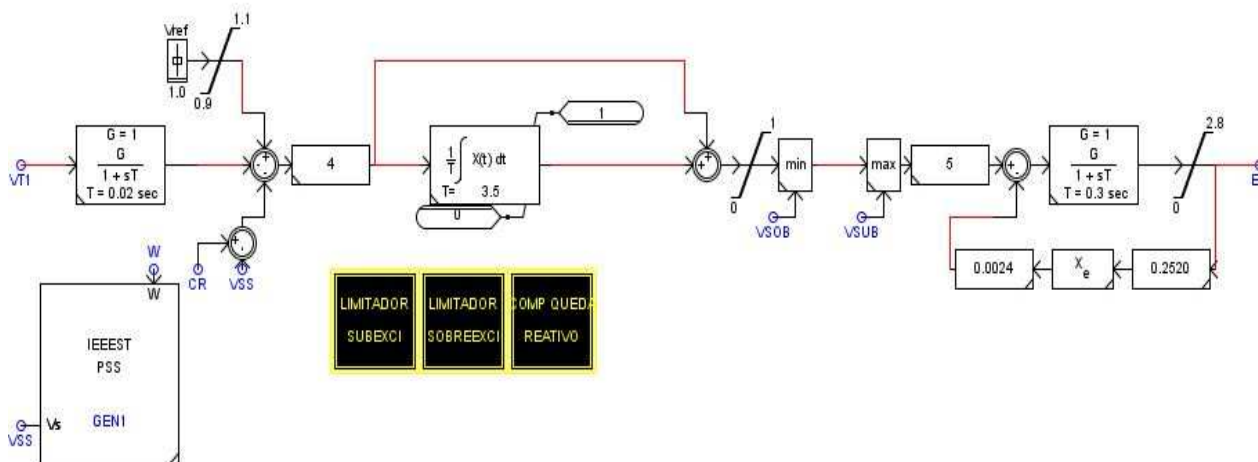 Vref
1.1
1.0
0.9
VT1
G = 1
G
1 + sT
T = 0.02 sec
4
1
T
X(t) dt
T= 3.5
1
0
1
0
min
max
VSOB
VSUB
5
G = 1
G
1 + sT
T = 0.3 sec
2.8
0
E
0.0024
X
e
0.2520
CR
VSS
W
W
IEEEST
PSS
GEN1
Vs
VSS
LIMITADOR
SUBEXCI
LIMITADOR
SOBREEXCI
COMP QUEDA
REATIVO